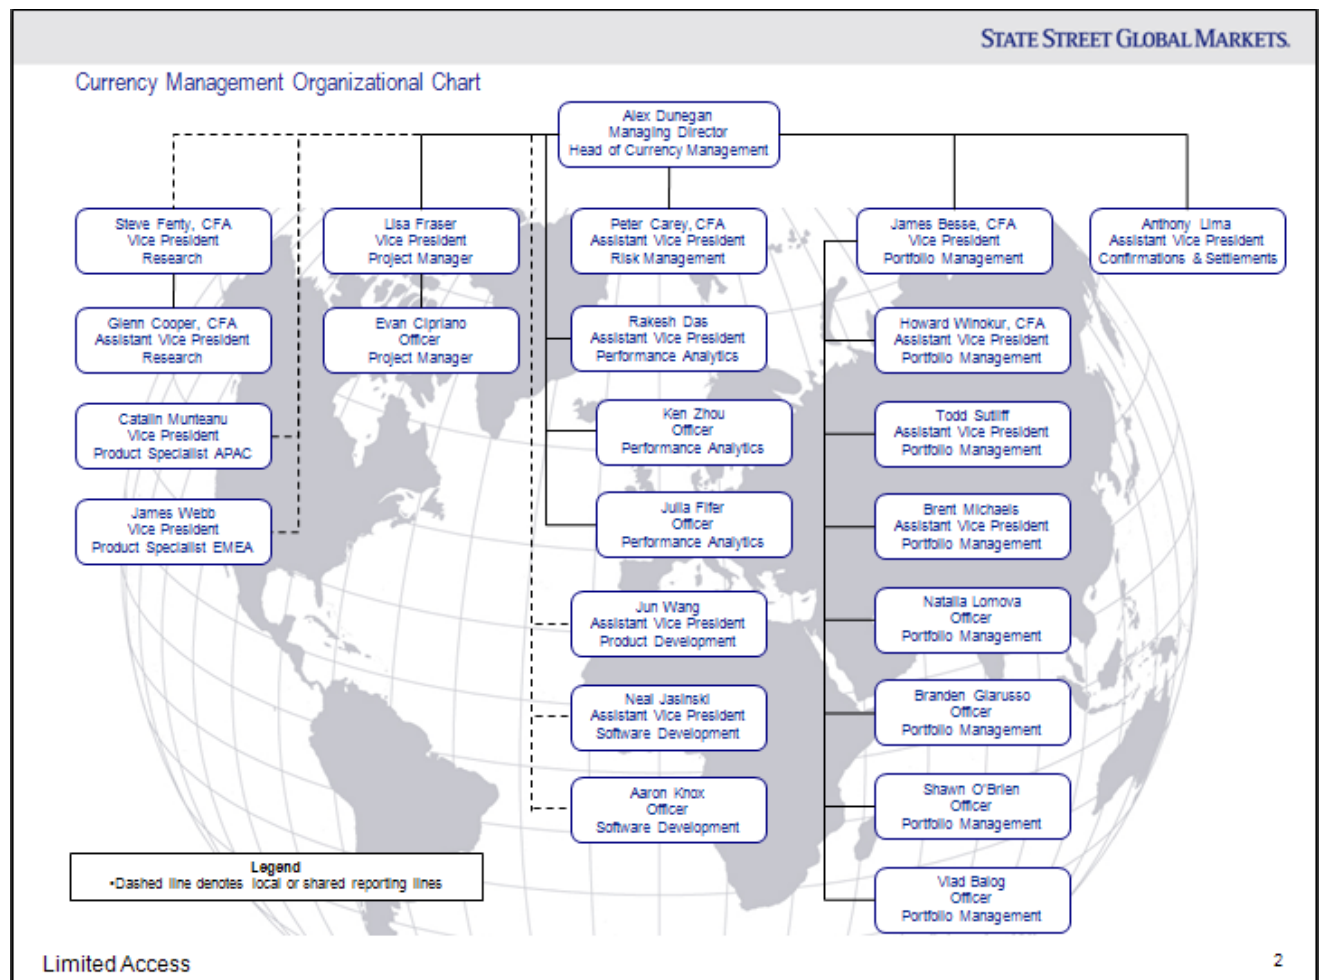 STATE STREET GLOBAL MARKETS.
Currency Management Organizational Chart
Alex Dunegan
Managing Director
Head of Currency Management
Steve Fenty, CFA
Vice President
Research
Lisa Fraser
Vice President
Project Manager
Peter Carey, CFA
Assistant Vice President
Risk Management
James Besse, CFA
Vice President
Portfolio Management
Anthony Lima
Assistant Vice President
Confirmations & Settlements
Glenn Cooper, CFA
Assistant Vice President
Research
Evan Cipriano
Officer
Project Manager
Rakesh Das
Assistant Vice President
Performance Analytics
Howard Winokur, CFA
Assistant Vice President
Portfolio Management
Catalin Munteanu
Vice President
Product Specialist APAC
Ken Zhou
Officer
Performance Analytics
Todd Sutliff
Assistant Vice President
Portfolio Management
James Webb
Vice President
Product Specialist EMEA
Julia Fifer
Officer
Performance Analytics
Brent Michaels
Assistant Vice President
Portfolio Management
Jun Wang
Assistant Vice President
Product Development
Natalia Lomova
Officer
Portfolio Management
Neal Jasinski
Assistant Vice President
Software Development
Branden Giarusso
Officer
Portfolio Management
Aaron Knox
Officer
Software Development
Shawn O'Brien
Officer
Portfolio Management
Vlad Balog
Officer
Portfolio Management
Legend
•Dashed line denotes local or shared reporting lines
Limited Access
2